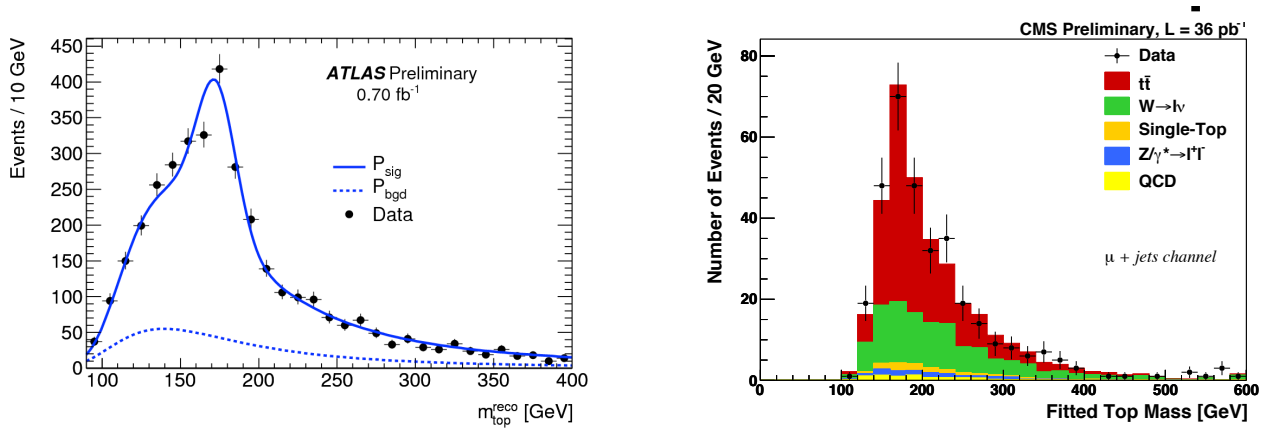 Events / 10 GeV
450
400
350
300
250
200
150
100
50
0
ATLAS Preliminary
0.70 fb⁻¹
P_sig
P_bgd
Data
100 150 200 250 300 350 400
m_top^reco [GeV]
CMS Preliminary, L = 36 pb⁻¹
Number of Events / 20 GeV
80
60
40
20
0
Data
tt̄
W→lν
Single-Top
Z/γ*→l⁺l⁻
QCD
μ + jets channel
0 100 200 300 400 500 600
Fitted Top Mass [GeV]